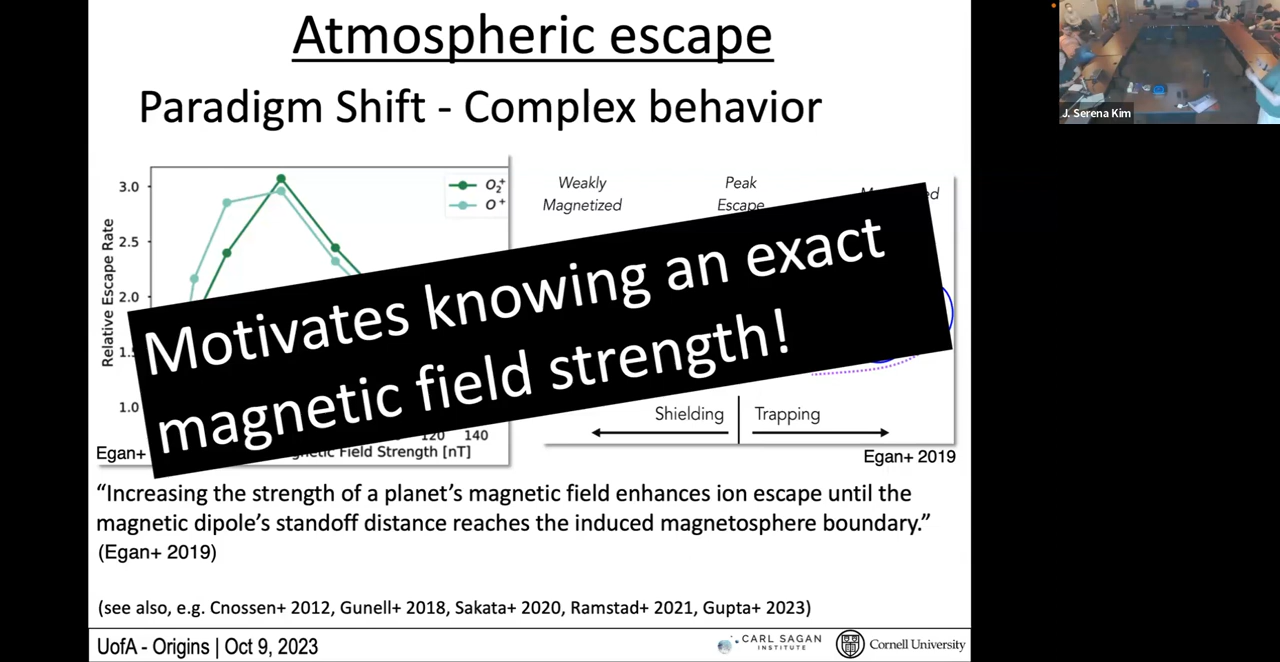 Atmospheric escape
Paradigm Shift - Complex behavior
J. Serena Kim
3.0
2.5
2.0
1.0
Relative Escape Rate
O₂⁺
O⁺
120 140
Field Strength [nT]
Egan+
Weakly
Magnetized
Peak
Escape
Motivates knowing an exact
magnetic field strength!
Shielding
Trapping
Egan+ 2019
“Increasing the strength of a planet’s magnetic field enhances ion escape until the
magnetic dipole’s standoff distance reaches the induced magnetosphere boundary.”
(Egan+ 2019)
(see also, e.g. Cnossen+ 2012, Gunell+ 2018, Sakata+ 2020, Ramstad+ 2021, Gupta+ 2023)
UofA - Origins | Oct 9, 2023
CARL SAGAN
INSTITUTE
Cornell University